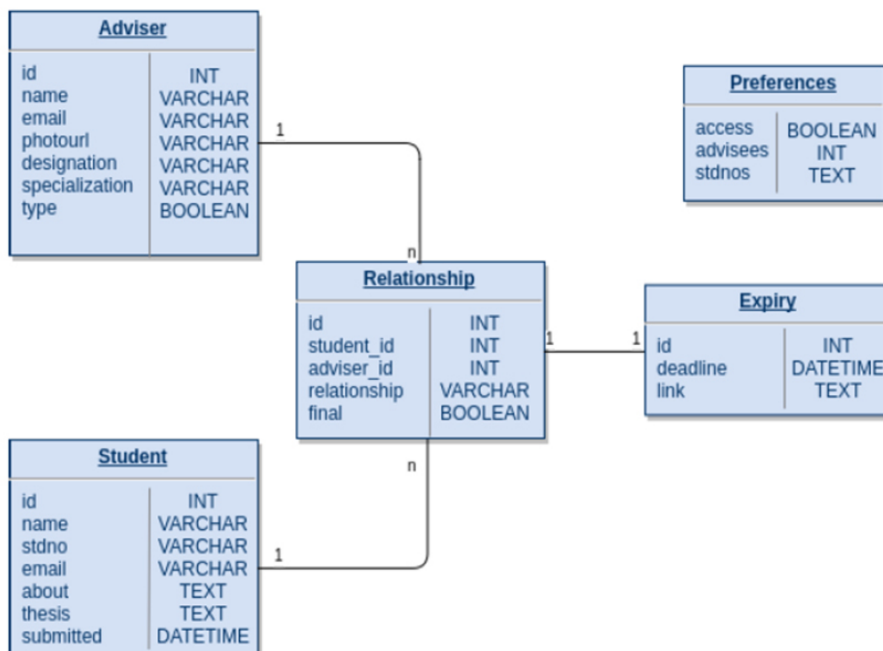 Adviser
id INT
name VARCHAR
email VARCHAR
photourl VARCHAR
designation VARCHAR
specialization VARCHAR
type BOOLEAN
Preferences
access BOOLEAN
advisees INT
stdnos TEXT
1
n
Relationship
id INT
student_id INT
adviser_id INT
relationship VARCHAR
final BOOLEAN
1 1
Expiry
id INT
deadline DATETIME
link TEXT
n
1
Student
id INT
name VARCHAR
stdno VARCHAR
email VARCHAR
about TEXT
thesis TEXT
submitted DATETIME